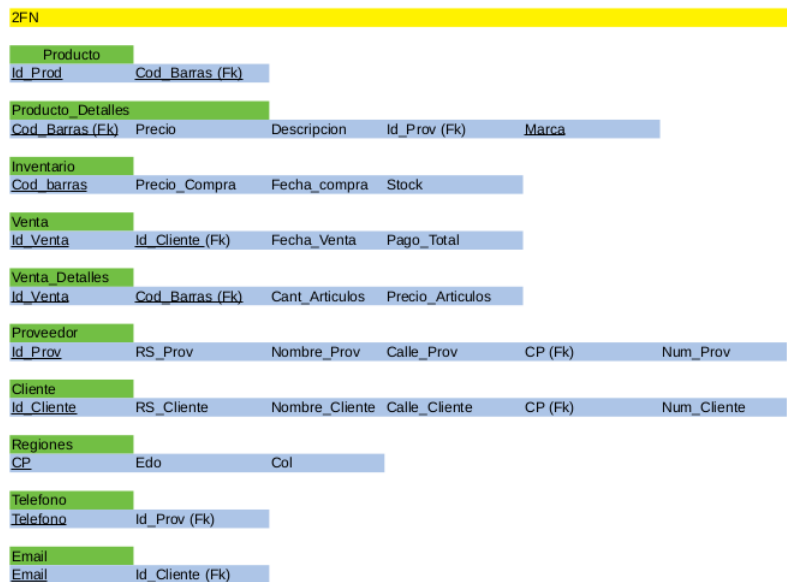 2FN
Producto
Id_Prod Cod_Barras (Fk)
Producto_Detalles
Cod_Barras (Fk) Precio Descripcion Id_Prov (Fk) Marca
Inventario
Cod_barras Precio_Compra Fecha_compra Stock
Venta
Id_Venta Id_Cliente (Fk) Fecha_Venta Pago_Total
Venta_Detalles
Id_Venta Cod_Barras (Fk) Cant_Articulos Precio_Articulos
Proveedor
Id_Prov RS_Prov Nombre_Prov Calle_Prov CP (Fk) Num_Prov
Cliente
Id_Cliente RS_Cliente Nombre_Cliente Calle_Cliente CP (Fk) Num_Cliente
Regiones
CP Edo Col
Telefono
Telefono Id_Prov (Fk)
Email
Email Id_Cliente (Fk)